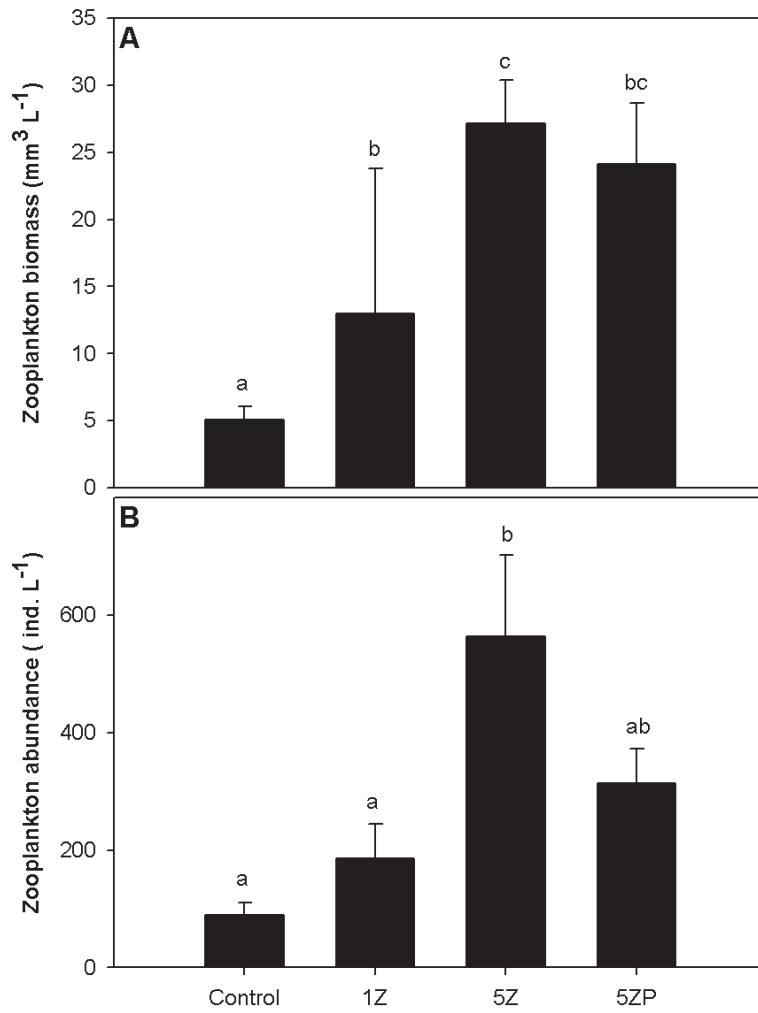 A
Zooplankton biomass (mm³ L⁻¹)
35
30
25
20
15
10
5
0
a
b
c
bc
B
Zooplankton abundance ( ind. L⁻¹)
600
400
200
0
a
a
b
ab
Control
1Z
5Z
5ZP